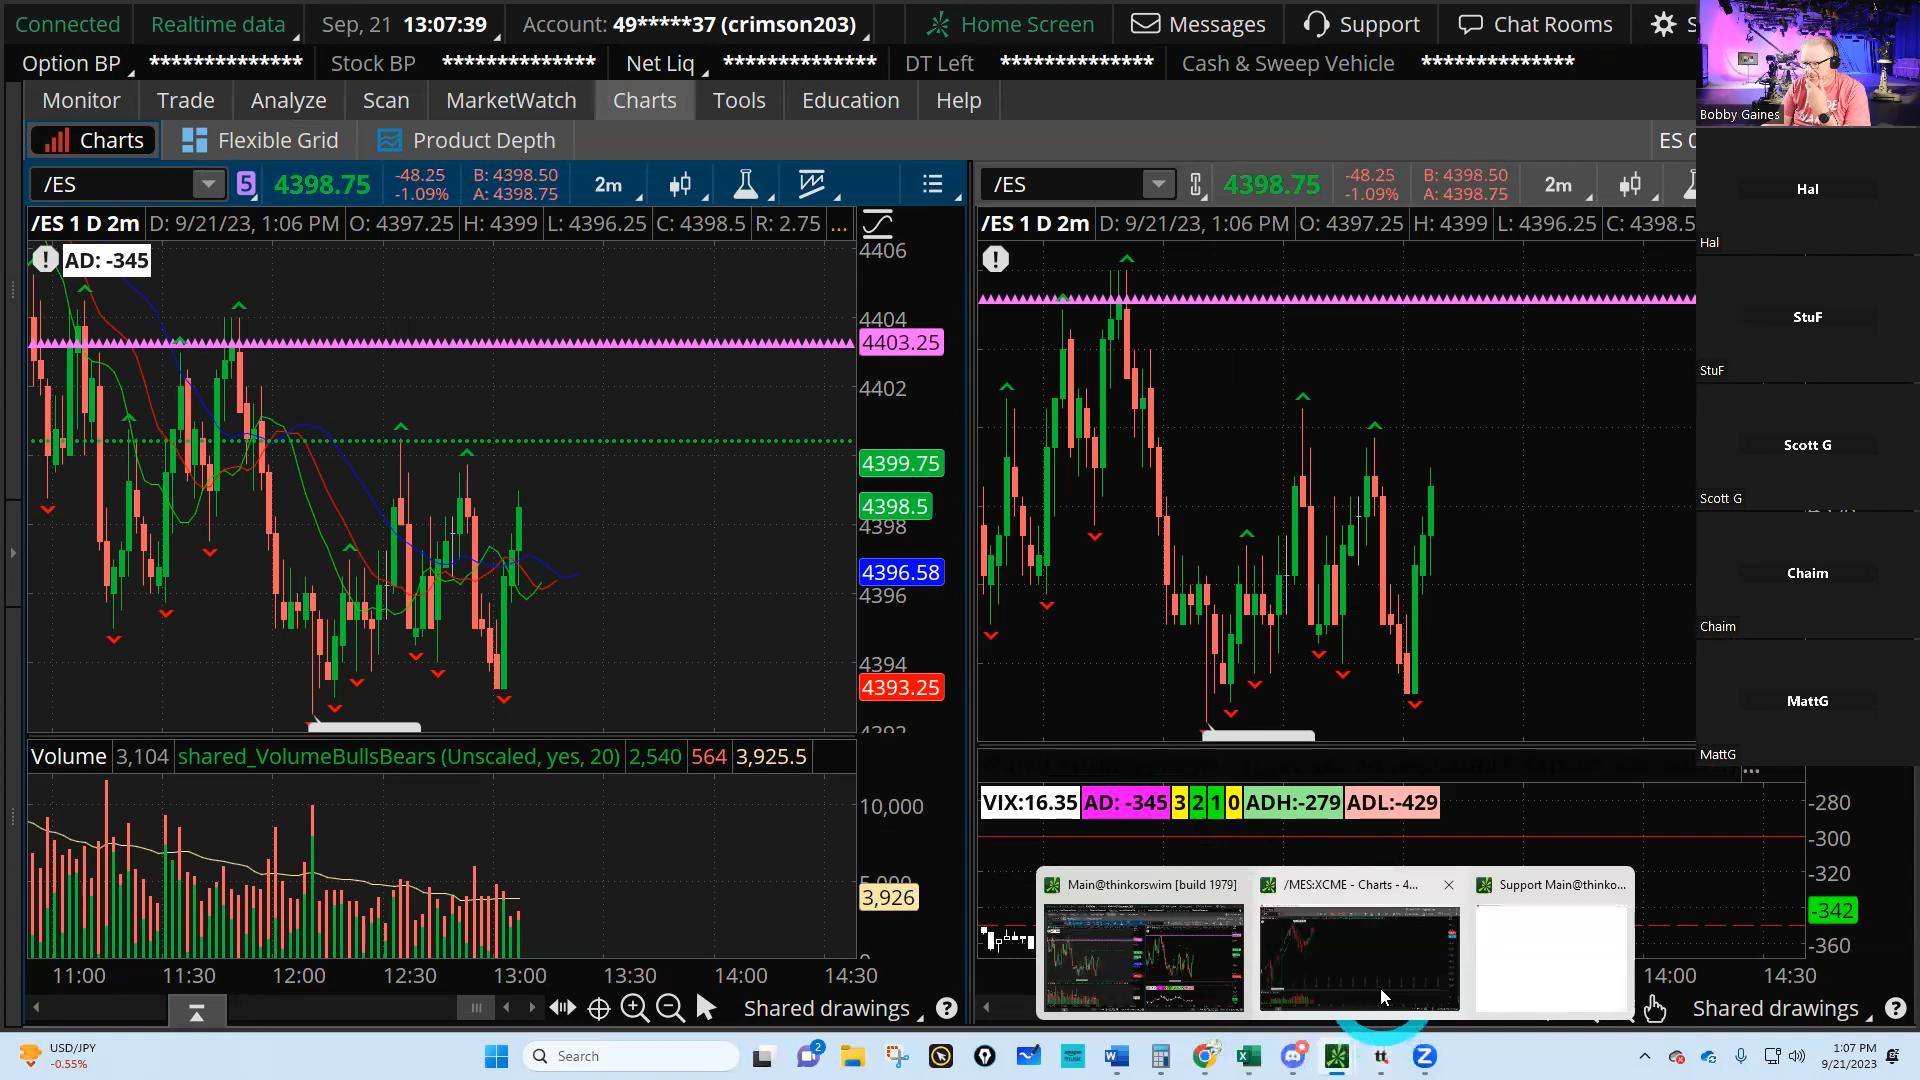 Connected Realtime data Sep, 21 13:07:39 Account: 49*****37 (crimson203) Home Screen Messages Support Chat Rooms S
Option BP ************** Stock BP ************** Net Liq ************** DT Left ************** Cash & Sweep Vehicle **************
Monitor Trade Analyze Scan MarketWatch Charts Tools Education Help
Bobby Gaines
Charts Flexible Grid Product Depth ES 0
/ES 5 4398.75 -48.25 -1.09% B: 4398.50 A: 4398.75 2m
/ES 4398.75 -48.25 -1.09% B: 4398.50 A: 4398.75 2m
/ES 1 D 2m D: 9/21/23, 1:06 PM O: 4397.25 H: 4399 L: 4396.25 C: 4398.5 R: 2.75 ...
/ES 1 D 2m D: 9/21/23, 1:06 PM O: 4397.25 H: 4399 L: 4396.25 C: 4398.5
AD: -345
4406
4404
4403.25
4402
4399.75
4398.5
4398
4396.58
4396
4394
4393.25
Hal
Hal
StuF
StuF
Scott G
Scott G
Chaim
Chaim
MattG
MattG
Volume 3,104 shared_VolumeBullsBears (Unscaled, yes, 20) 2,540 564 3,925.5
10,000
3,926
11:00 11:30 12:00 12:30 13:00 13:30 14:00 14:30
VIX:16.35 AD: -345 3 2 1 0 ADH:-279 ADL:-429
-280
-300
-320
-342
-360
Main@thinkorswim [build 1979] /MES:XCME - Charts - 4... Support Main@thinko...
14:00 14:30
Shared drawings
Shared drawings
USD/JPY
-0.55%
Search
2
tt
1:07 PM
9/21/2023